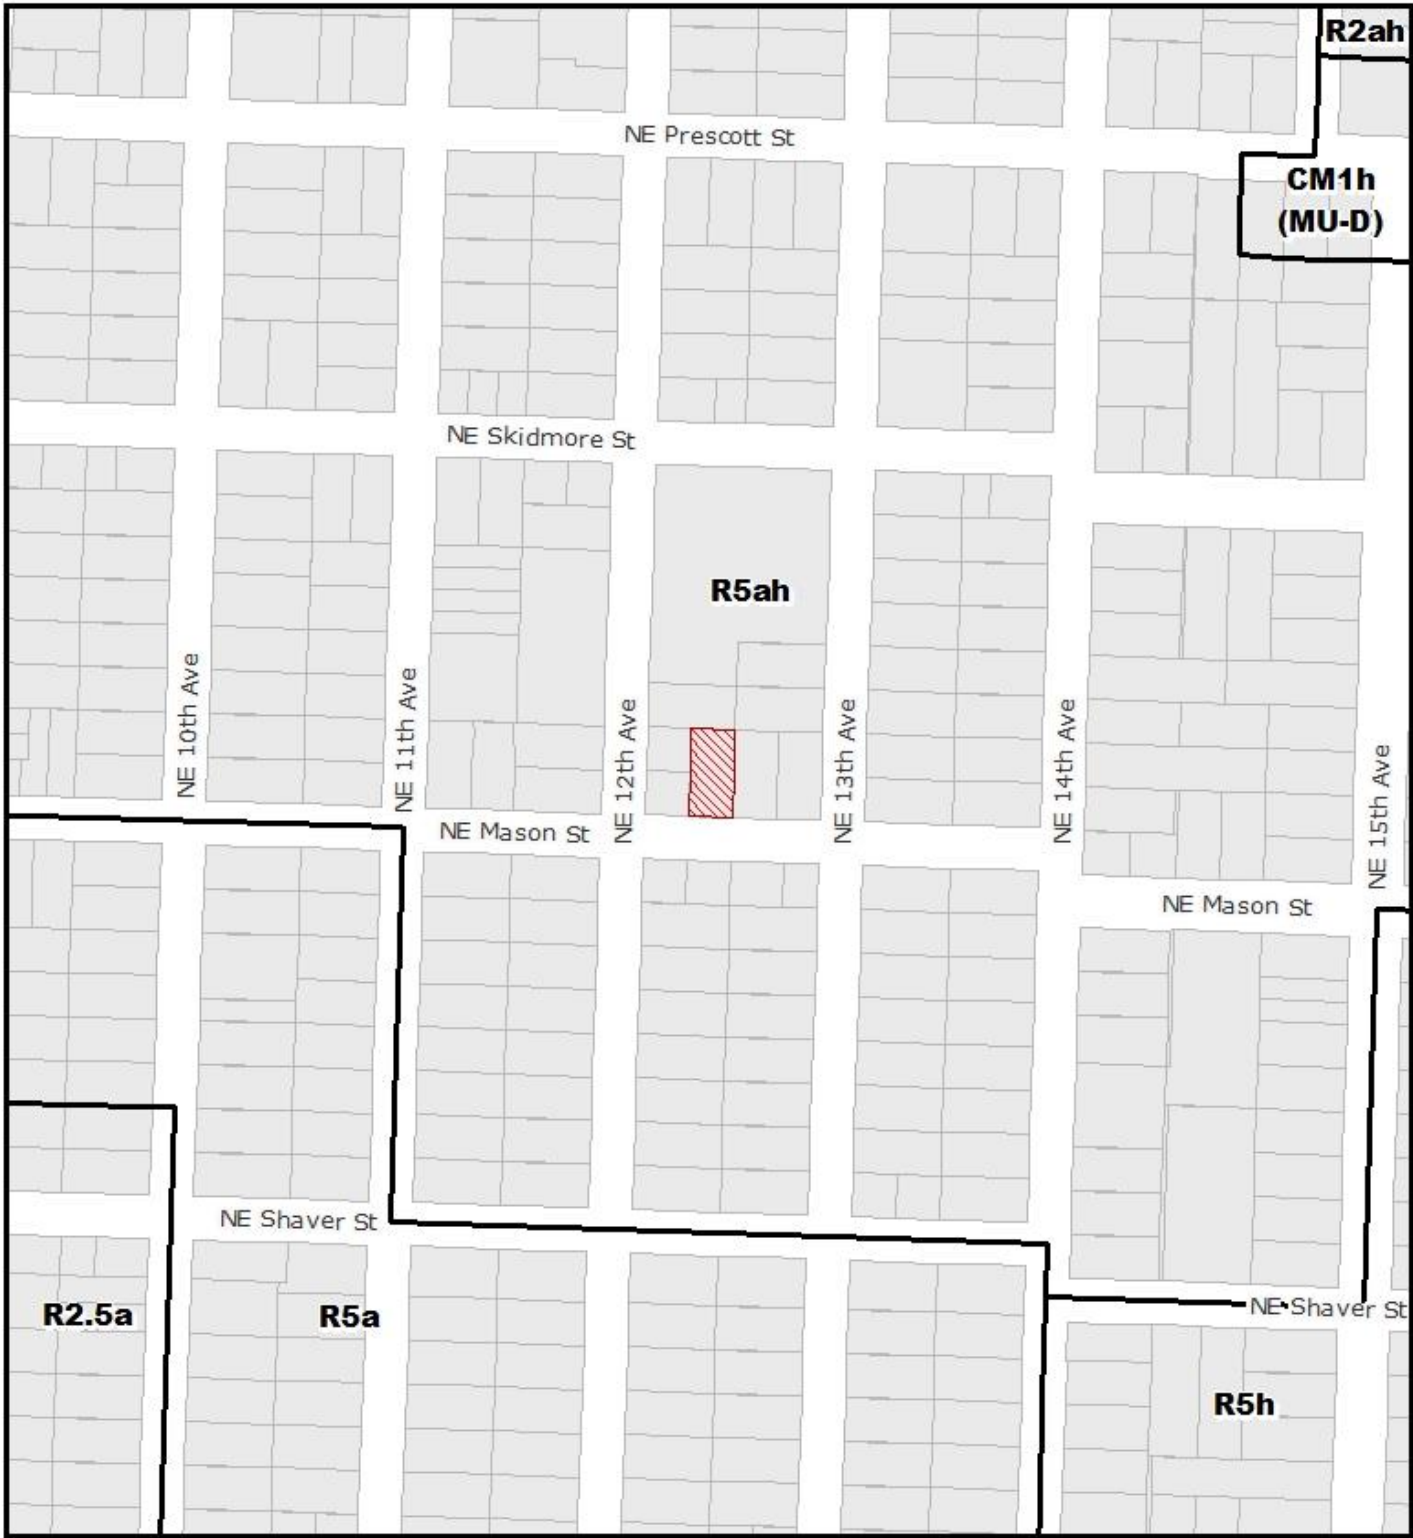 R2ah
NE Prescott St
CM1h
(MU-D)
NE Skidmore St
R5ah
NE 10th Ave
NE 11th Ave
NE 12th Ave
NE 13th Ave
NE 14th Ave
NE 15th Ave
NE Mason St
NE Mason St
NE Shaver St
NE Shaver St
R2.5a
R5a
R5h